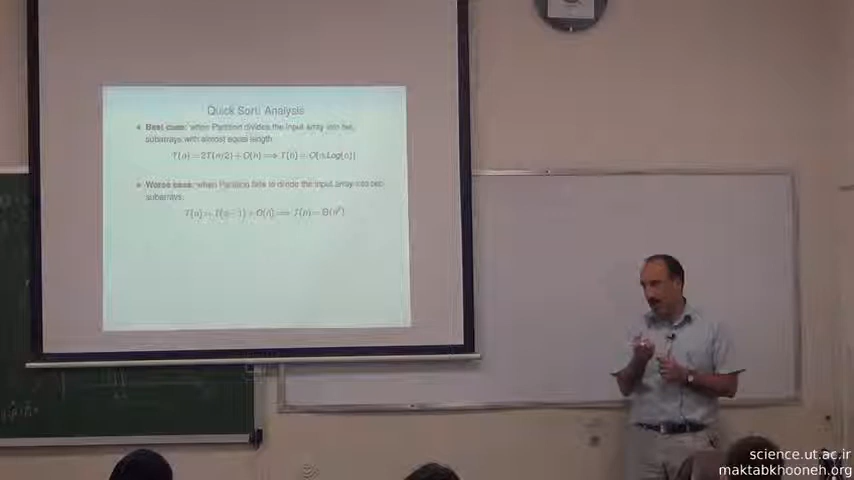 Quick Sort: Analysis
• Best case: when Partition divides the input array into two
subarrays with almost equal length
T(n) = 2T(n/2) + O(n) ⟹ T(n) = O(n Log(n))
• Worse case: when Partition fails to divide the input array into two
subarrays.
T(n) = T(n − 1) + O(n) ⟹ T(n) = Θ(n²)
science.ut.ac.ir
maktabkhooneh.org